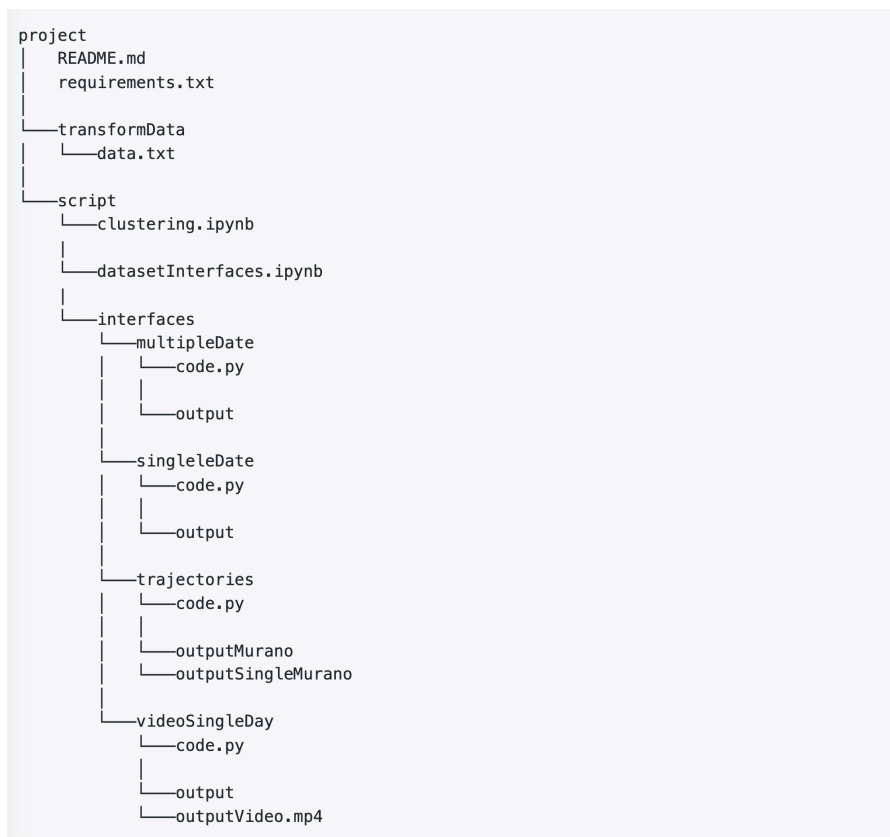 project
README.md
requirements.txt
transformData
data.txt
script
clustering.ipynb
datasetInterfaces.ipynb
interfaces
multipleDate
code.py
output
singleleDate
code.py
output
trajectories
code.py
outputMurano
outputSingleMurano
videoSingleDay
code.py
output
outputVideo.mp4